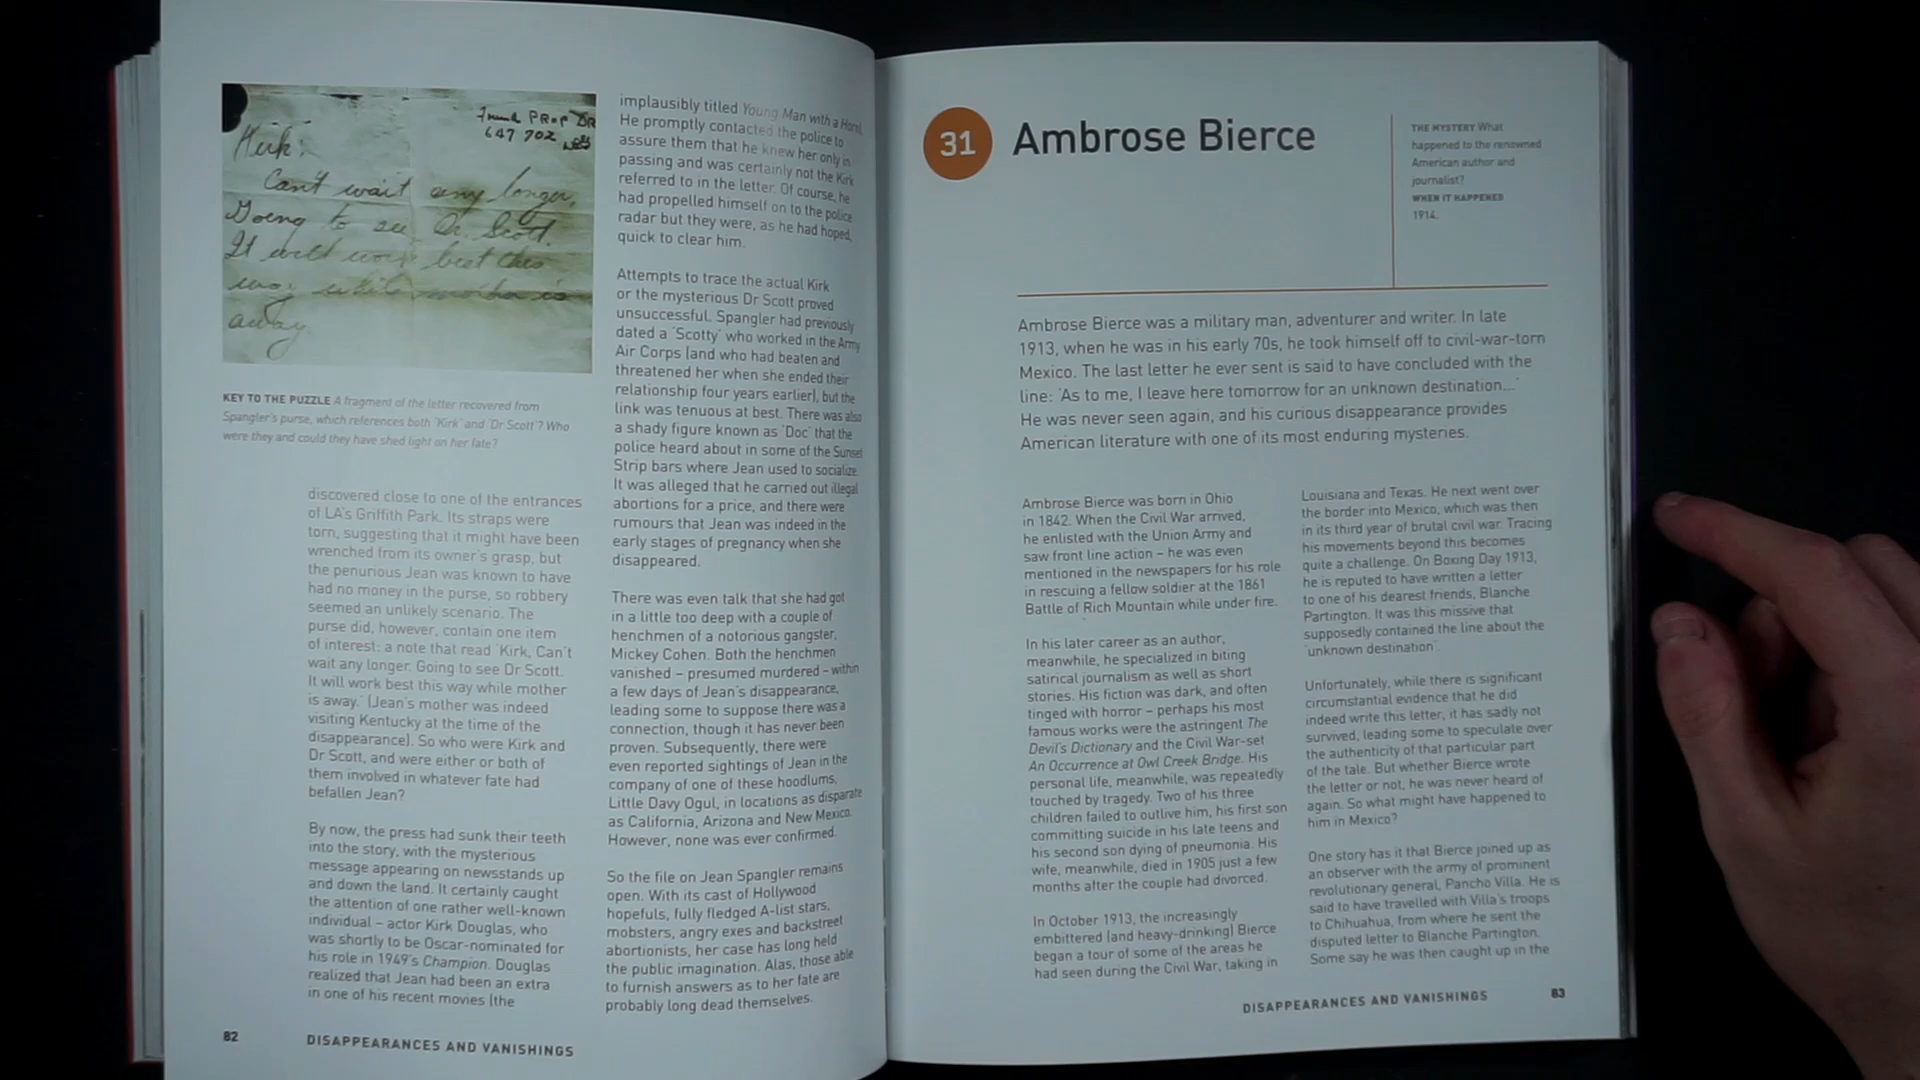 Found PROP DR
647 702
Kirk:
Can't wait any longer,
Going to see Dr. Scott.
It will work best this
way while mother is
away
KEY TO THE PUZZLE A fragment of the letter recovered from
Spangler's purse, which references both 'Kirk' and 'Dr Scott'? Who
were they and could they have shed light on her fate?
discovered close to one of the entrances
of LA's Griffith Park. Its straps were
torn, suggesting that it might have been
wrenched from its owner's grasp, but
the penurious Jean was known to have
had no money in the purse, so robbery
seemed an unlikely scenario. The
purse did, however, contain one item
of interest: a note that read 'Kirk, Can't
wait any longer. Going to see Dr Scott.
It will work best this way while mother
is away.' (Jean's mother was indeed
visiting Kentucky at the time of the
disappearance). So who were Kirk and
Dr Scott, and were either or both of
them involved in whatever fate had
befallen Jean?
By now, the press had sunk their teeth
into the story, with the mysterious
message appearing on newsstands up
and down the land. It certainly caught
the attention of one rather well-known
individual – actor Kirk Douglas, who
was shortly to be Oscar-nominated for
his role in 1949's Champion. Douglas
realized that Jean had been an extra
in one of his recent movies (the
implausibly titled Young Man with a Horn).
He promptly contacted the police to
assure them that he knew her only in
passing and was certainly not the Kirk
referred to in the letter. Of course, he
had propelled himself on to the police
radar but they were, as he had hoped,
quick to clear him.
Attempts to trace the actual Kirk
or the mysterious Dr Scott proved
unsuccessful. Spangler had previously
dated a 'Scotty' who worked in the Army
Air Corps (and who had beaten and
threatened her when she ended their
relationship four years earlier), but the
link was tenuous at best. There was also
a shady figure known as 'Doc' that the
police heard about in some of the Sunset
Strip bars where Jean used to socialize.
It was alleged that he carried out illegal
abortions for a price, and there were
rumours that Jean was indeed in the
early stages of pregnancy when she
disappeared.
There was even talk that she had got
in a little too deep with a couple of
henchmen of a notorious gangster,
Mickey Cohen. Both the henchmen
vanished – presumed murdered – within
a few days of Jean's disappearance,
leading some to suppose there was a
connection, though it has never been
proven. Subsequently, there were
even reported sightings of Jean in the
company of one of these hoodlums,
Little Davy Ogul, in locations as disparate
as California, Arizona and New Mexico.
However, none was ever confirmed.
So the file on Jean Spangler remains
open. With its cast of Hollywood
hopefuls, fully fledged A-list stars,
mobsters, angry exes and backstreet
abortionists, her case has long held
the public imagination. Alas, those able
to furnish answers as to her fate are
probably long dead themselves.
82
DISAPPEARANCES AND VANISHINGS
31
Ambrose Bierce
THE MYSTERY What
happened to the renowned
American author and
journalist?
WHEN IT HAPPENED
1914.
Ambrose Bierce was a military man, adventurer and writer. In late
1913, when he was in his early 70s, he took himself off to civil-war-torn
Mexico. The last letter he ever sent is said to have concluded with the
line: 'As to me, I leave here tomorrow for an unknown destination...'
He was never seen again, and his curious disappearance provides
American literature with one of its most enduring mysteries.
Ambrose Bierce was born in Ohio
in 1842. When the Civil War arrived,
he enlisted with the Union Army and
saw front line action – he was even
mentioned in the newspapers for his role
in rescuing a fellow soldier at the 1861
Battle of Rich Mountain while under fire.
In his later career as an author,
meanwhile, he specialized in biting
satirical journalism as well as short
stories. His fiction was dark, and often
tinged with horror – perhaps his most
famous works were the astringent The
Devil's Dictionary and the Civil War-set
An Occurrence at Owl Creek Bridge. His
personal life, meanwhile, was repeatedly
touched by tragedy. Two of his three
children failed to outlive him, his first son
committing suicide in his late teens and
his second son dying of pneumonia. His
wife, meanwhile, died in 1905 just a few
months after the couple had divorced.
In October 1913, the increasingly
embittered (and heavy-drinking) Bierce
began a tour of some of the areas he
had seen during the Civil War, taking in
Louisiana and Texas. He next went over
the border into Mexico, which was then
in its third year of brutal civil war. Tracing
his movements beyond this becomes
quite a challenge. On Boxing Day 1913,
he is reputed to have written a letter
to one of his dearest friends, Blanche
Partington. It was this missive that
supposedly contained the line about the
'unknown destination'.
Unfortunately, while there is significant
circumstantial evidence that he did
indeed write this letter, it has sadly not
survived, leading some to speculate over
the authenticity of that particular part
of the tale. But whether Bierce wrote
the letter or not, he was never heard of
again. So what might have happened to
him in Mexico?
One story has it that Bierce joined up as
an observer with the army of prominent
revolutionary general, Pancho Villa. He is
said to have travelled with Villa's troops
to Chihuahua, from where he sent the
disputed letter to Blanche Partington.
Some say he was then caught up in the
DISAPPEARANCES AND VANISHINGS
83